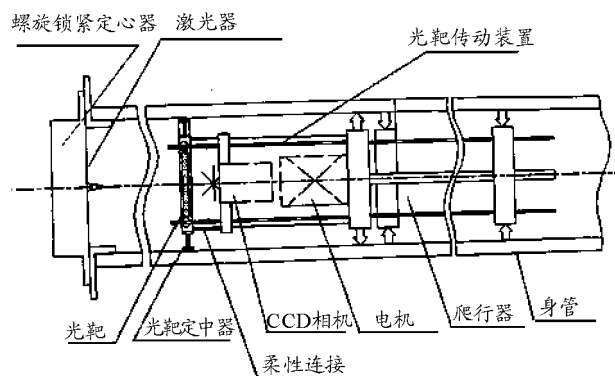 螺旋锁紧定心器
激光器
光靶传动装置
光靶
光靶定中器
CCD相机
电机
爬行器
身管
柔性连接